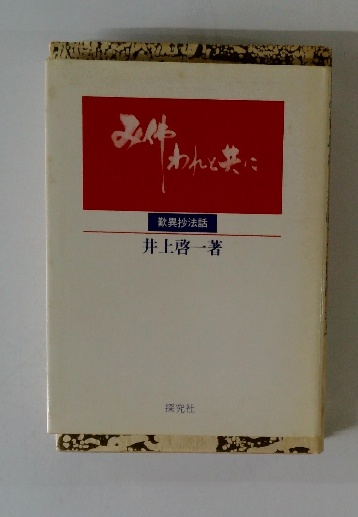 み仏
われと共に
歎異抄法話
井上啓一著
探究社